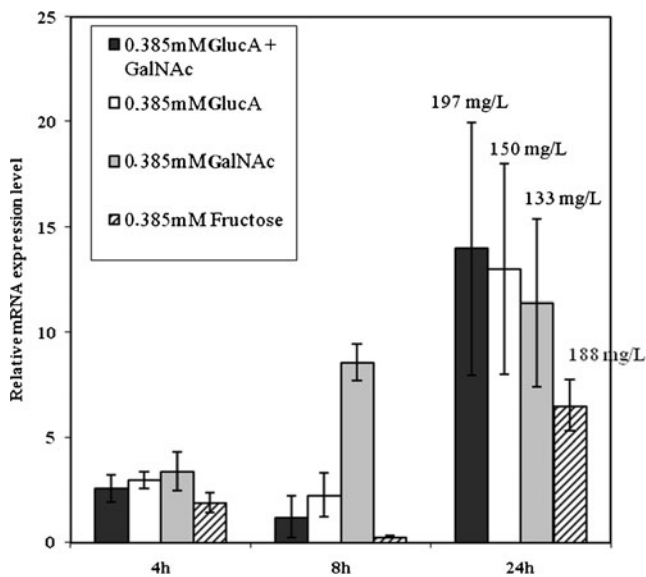 25
20
15
10
5
0
Relative mRNA expression level
0.385mMGlucA +
GalNAc
0.385mMGlucA
0.385mMGalNAc
0.385mM Fructose
197 mg/L
150 mg/L
133 mg/L
188 mg/L
4h
8h
24h